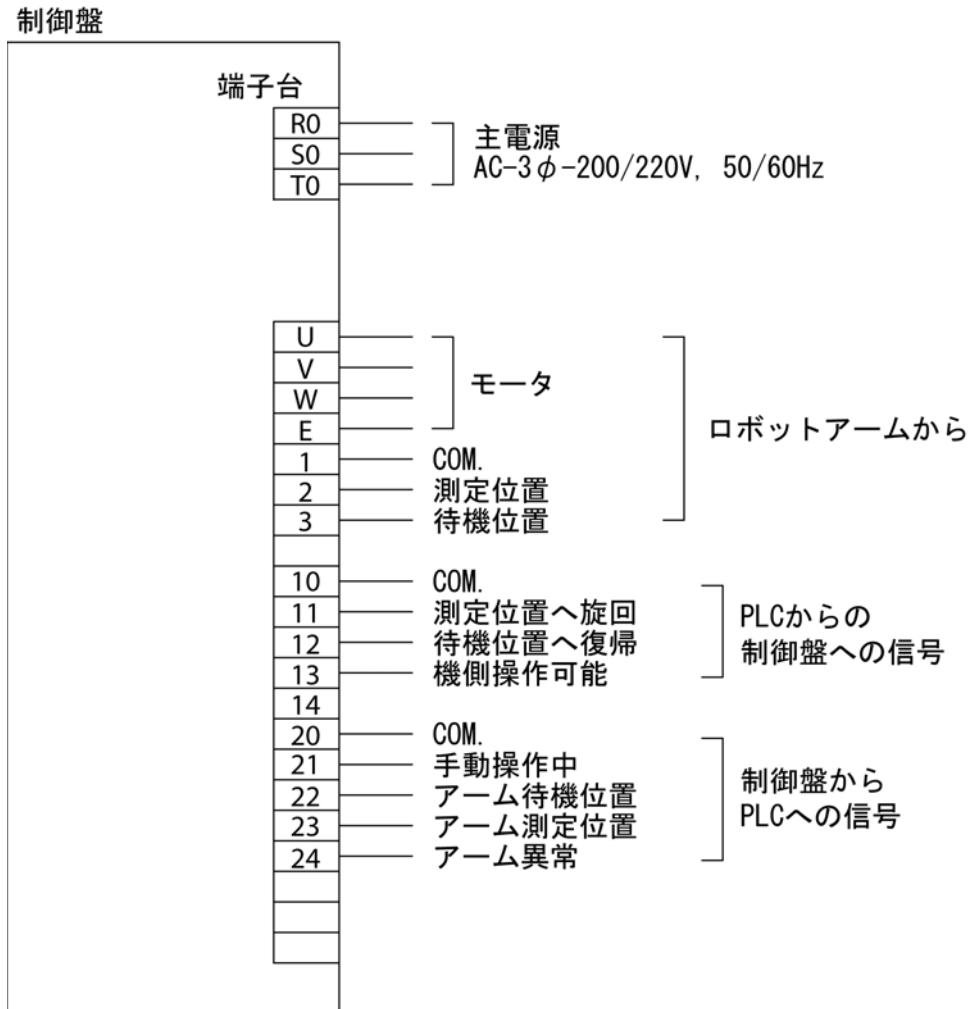 制御盤
端子台
R0
S0
T0
主電源
AC-3φ-200/220V, 50/60Hz
U
V
W
E
モータ
1 COM.
2 測定位置
3 待機位置
ロボットアームから
10 COM.
11 測定位置へ旋回
12 待機位置へ復帰
13 機側操作可能
PLCからの
制御盤への信号
14
20 COM.
21 手動操作中
22 アーム待機位置
23 アーム測定位置
24 アーム異常
制御盤から
PLCへの信号